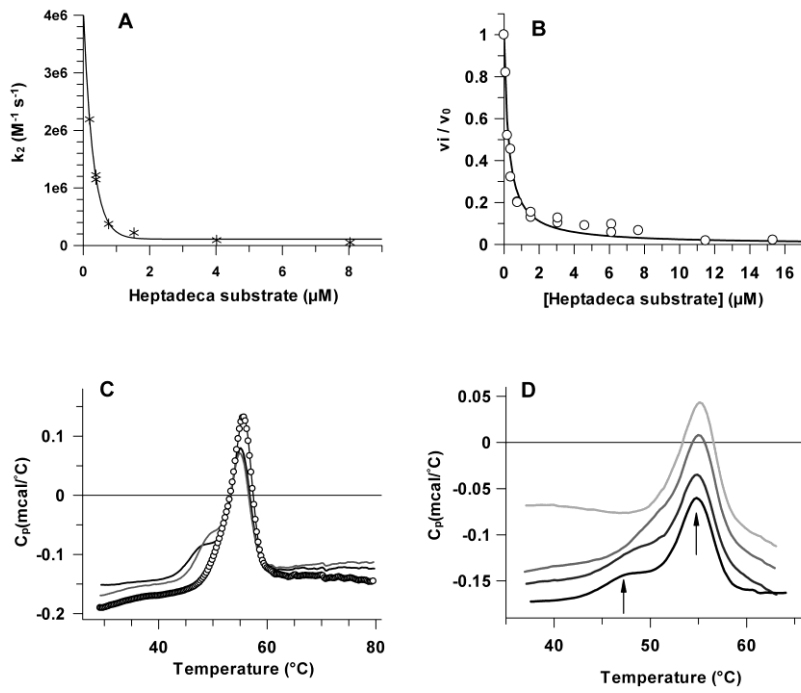 A
4e6
3e6
2e6
1e6
0
k₂ (M⁻¹ s⁻¹)
0 2 4 6 8
Heptadeca substrate (µM)
B
1
0.8
0.6
0.4
0.2
0
vi / v₀
0 2 4 6 8 10 12 14 16
[Heptadeca substrate] (µM)
C
0.1
0
-0.1
-0.2
Cₚ(mcal/°C)
40 60 80
Temperature (°C)
D
0.05
0
-0.05
-0.1
-0.15
Cₚ(mcal/°C)
40 50 60
Temperature (°C)